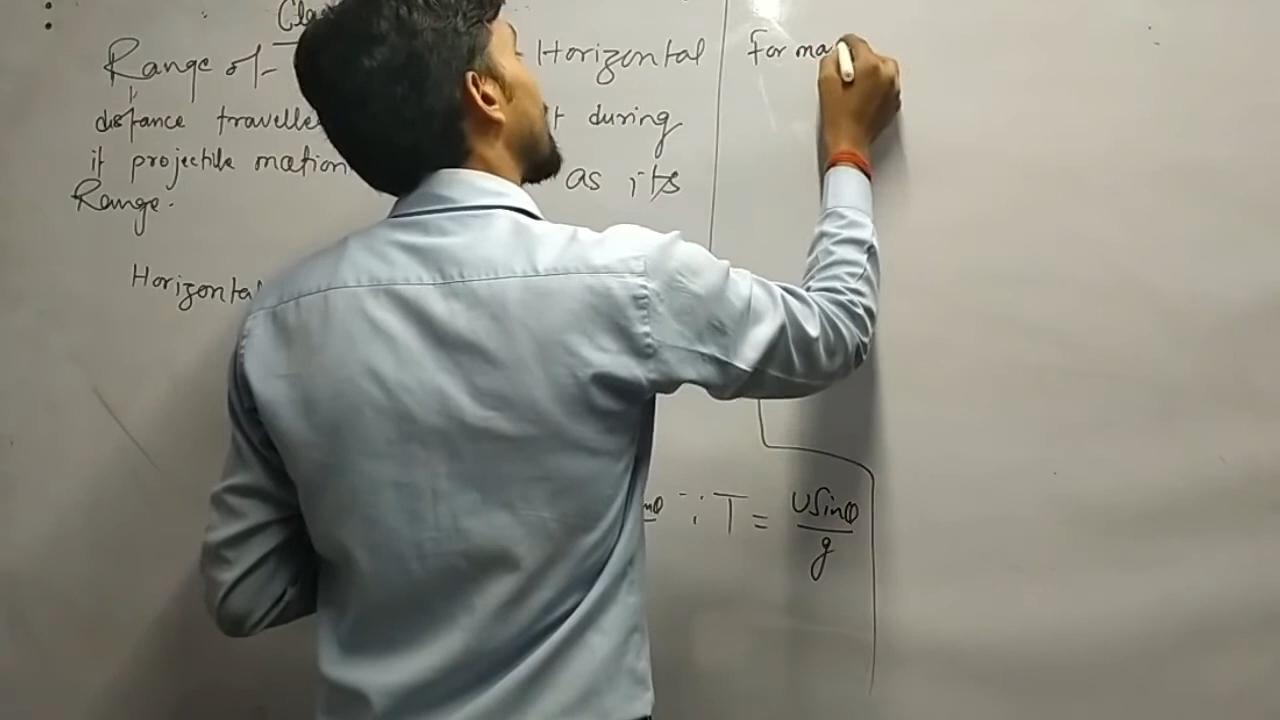 Range of Horizontal
distance travelle during
it projectile motion as its
Range.
Horizontal
∵ T = USinθ
g
For ma